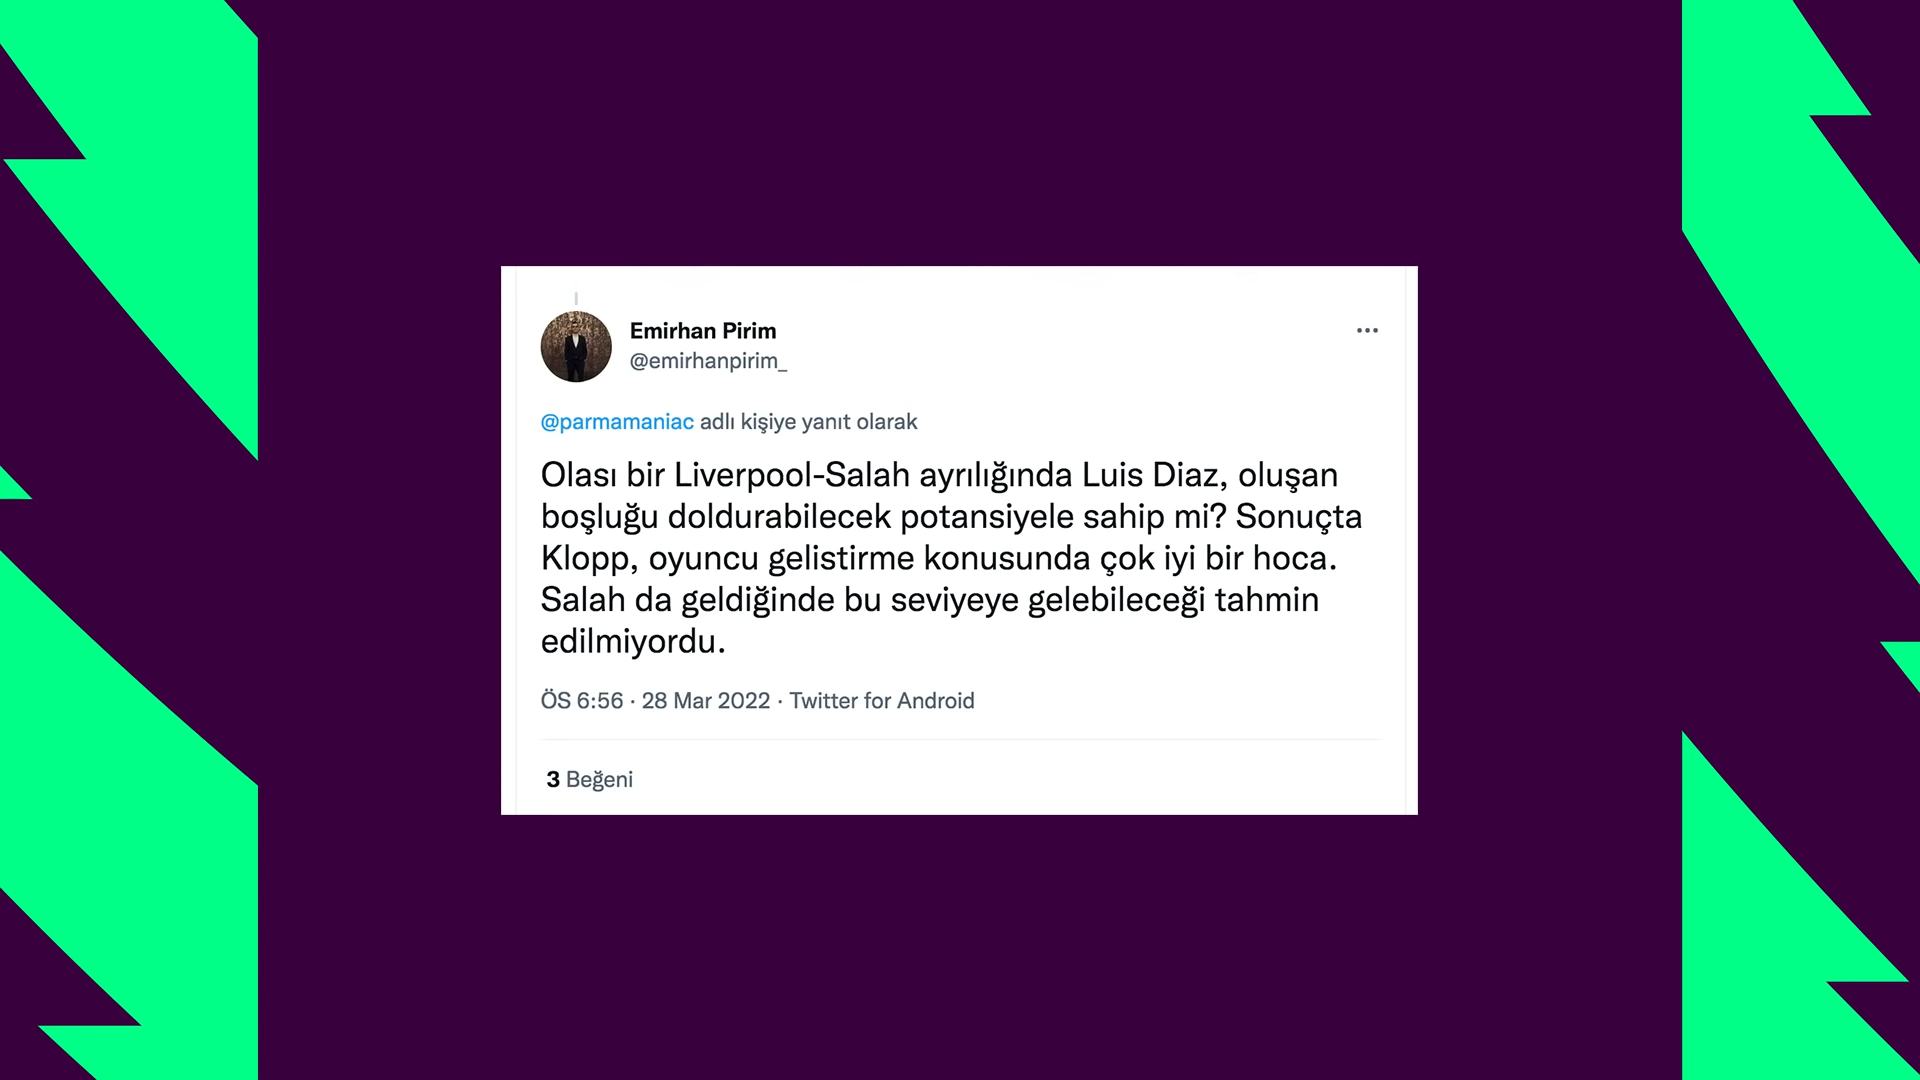 Emirhan Pirim
@emirhanpirim_
@parmamaniac adlı kişiye yanıt olarak
Olası bir Liverpool-Salah ayrılığında Luis Diaz, oluşan
boşluğu doldurabilecek potansiyele sahip mi? Sonuçta
Klopp, oyuncu gelistirme konusunda çok iyi bir hoca.
Salah da geldiğinde bu seviyeye gelebileceği tahmin
edilmiyordu.
ÖS 6:56 · 28 Mar 2022 · Twitter for Android
3 Beğeni